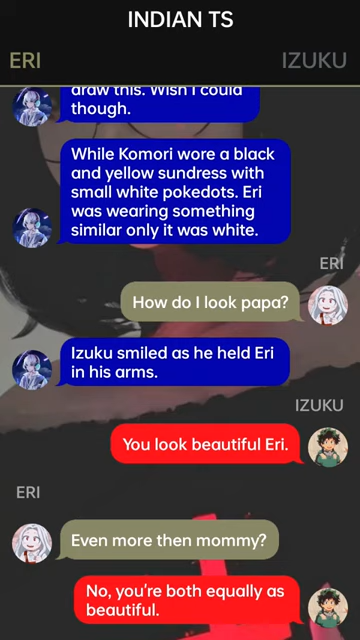 INDIAN TS
ERI
IZUKU
draw this. Wish I could
though.
While Komori wore a black
and yellow sundress with
small white pokedots. Eri
was wearing something
similar only it was white.
ERI
How do I look papa?
Izuku smiled as he held Eri
in his arms.
IZUKU
You look beautiful Eri.
ERI
Even more then mommy?
No, you're both equally as
beautiful.